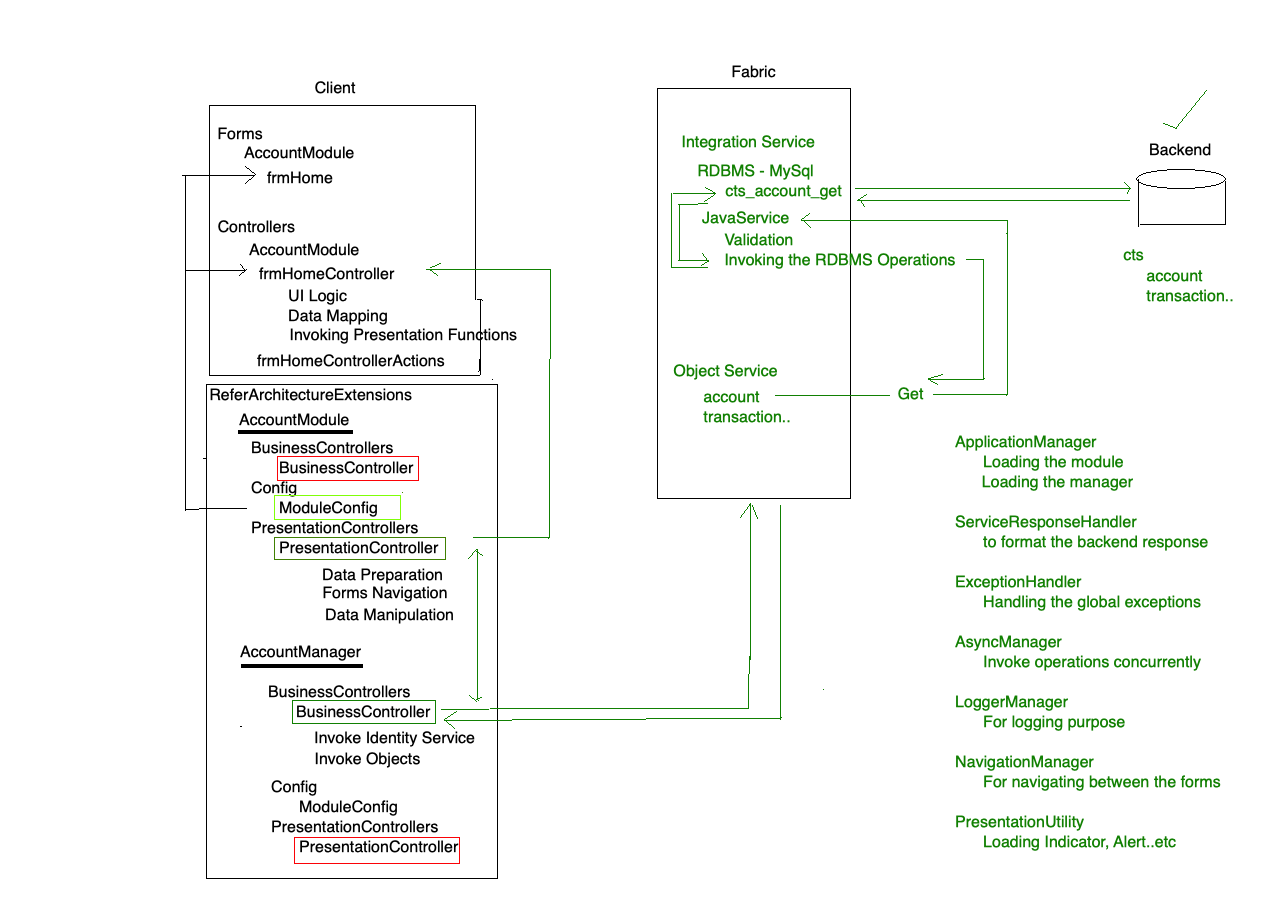 Client
Forms
AccountModule
frmHome
Controllers
AccountModule
frmHomeController
UI Logic
Data Mapping
Invoking Presentation Functions
frmHomeControllerActions
ReferArchitectureExtensions
AccountModule
BusinessControllers
BusinessController
Config
ModuleConfig
PresentationControllers
PresentationController
Data Preparation
Forms Navigation
Data Manipulation
AccountManager
BusinessControllers
BusinessController
Invoke Identity Service
Invoke Objects
Config
ModuleConfig
PresentationControllers
PresentationController
Fabric
Integration Service
RDBMS - MySql
cts_account_get
JavaService
Validation
Invoking the RDBMS Operations
Object Service
account
transaction..
Get
Backend
cts
account
transaction..
ApplicationManager
Loading the module
Loading the manager
ServiceResponseHandler
to format the backend response
ExceptionHandler
Handling the global exceptions
AsyncManager
Invoke operations concurrently
LoggerManager
For logging purpose
NavigationManager
For navigating between the forms
PresentationUtility
Loading Indicator, Alert..etc